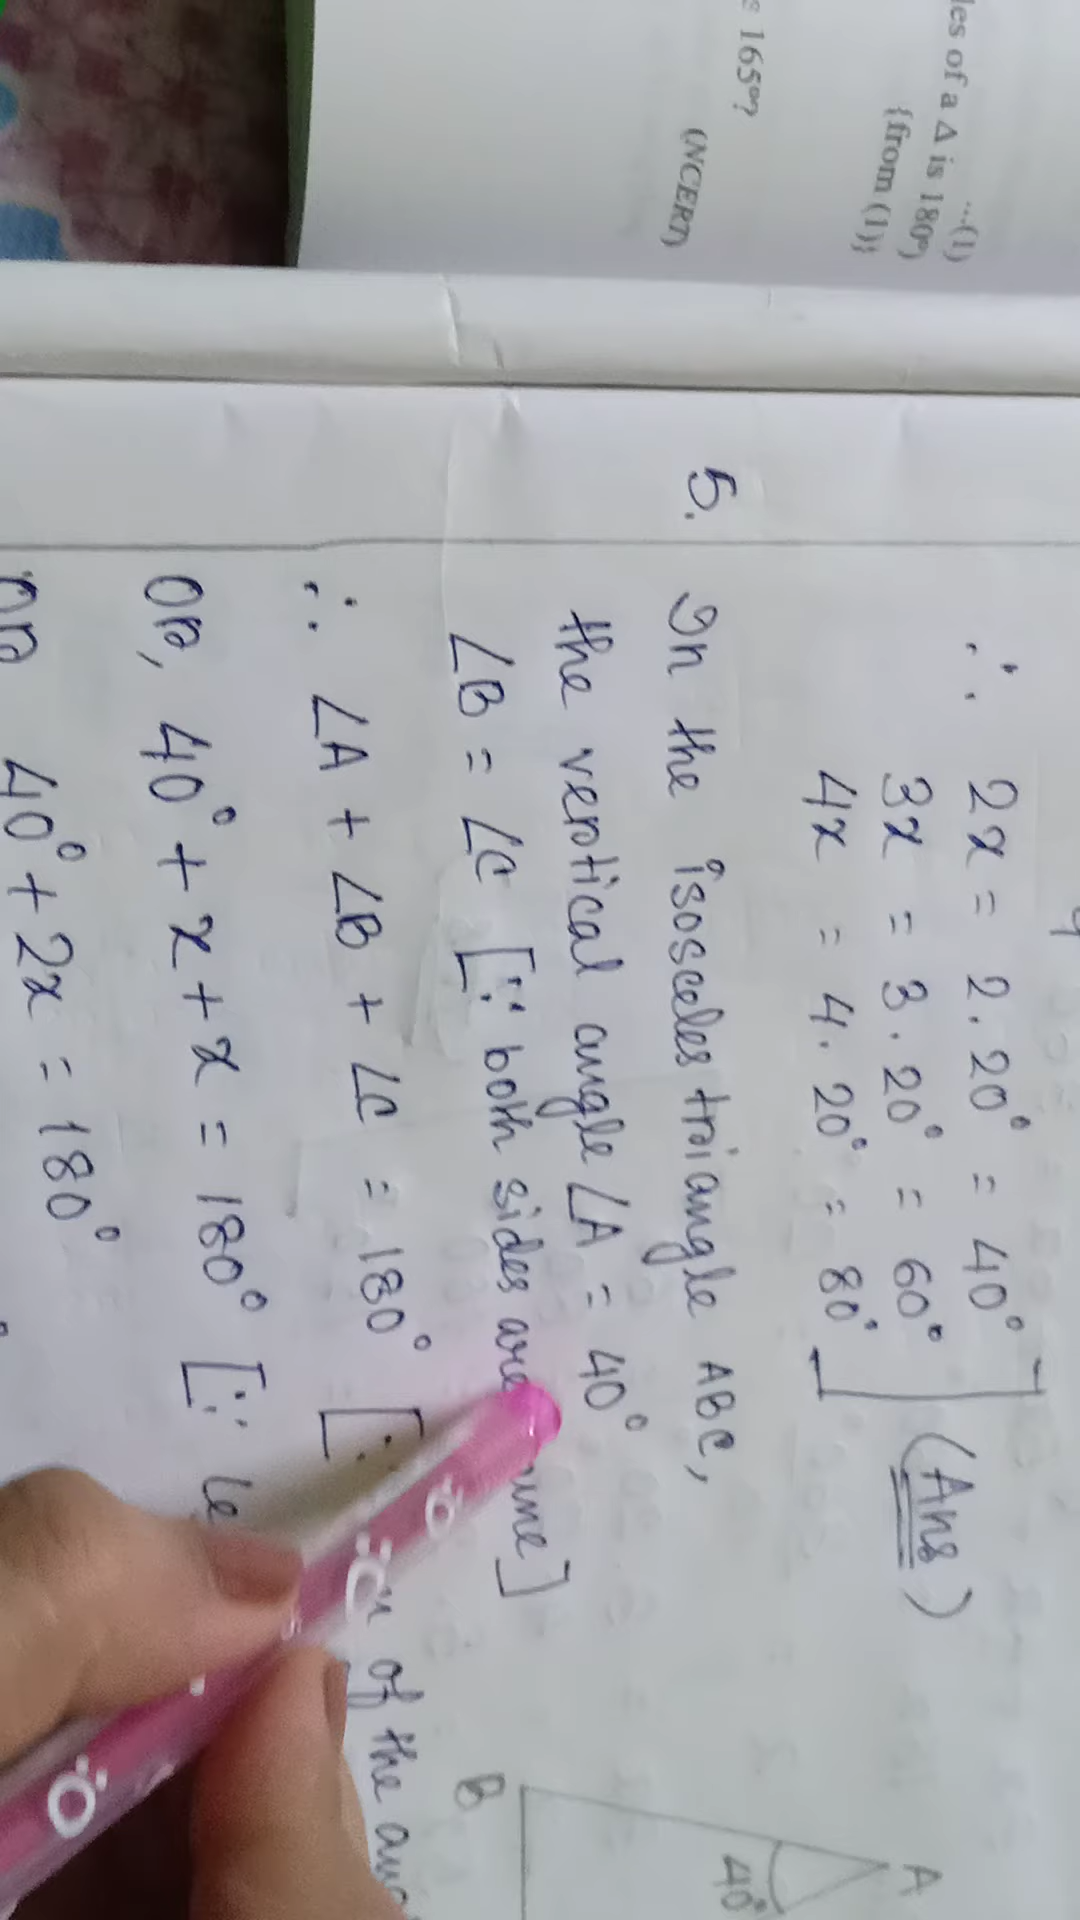 ...(1)
les of a Δ is 180°)
{from (1)}
165°?
(NCERT)
∴ 2x = 2.20° = 40°
3x = 3.20° = 60°
4x = 4.20° = 80°
(Ans)
5. In the isosceles triangle ABC,
the vertical angle ∠A = 40°
∠B = ∠C [∵ both sides are
]
∴ ∠A + ∠B + ∠C = 180° [∵
of the
or, 40° + x + x = 180° [∵
or 40° + 2x = 180°
A
40°
B